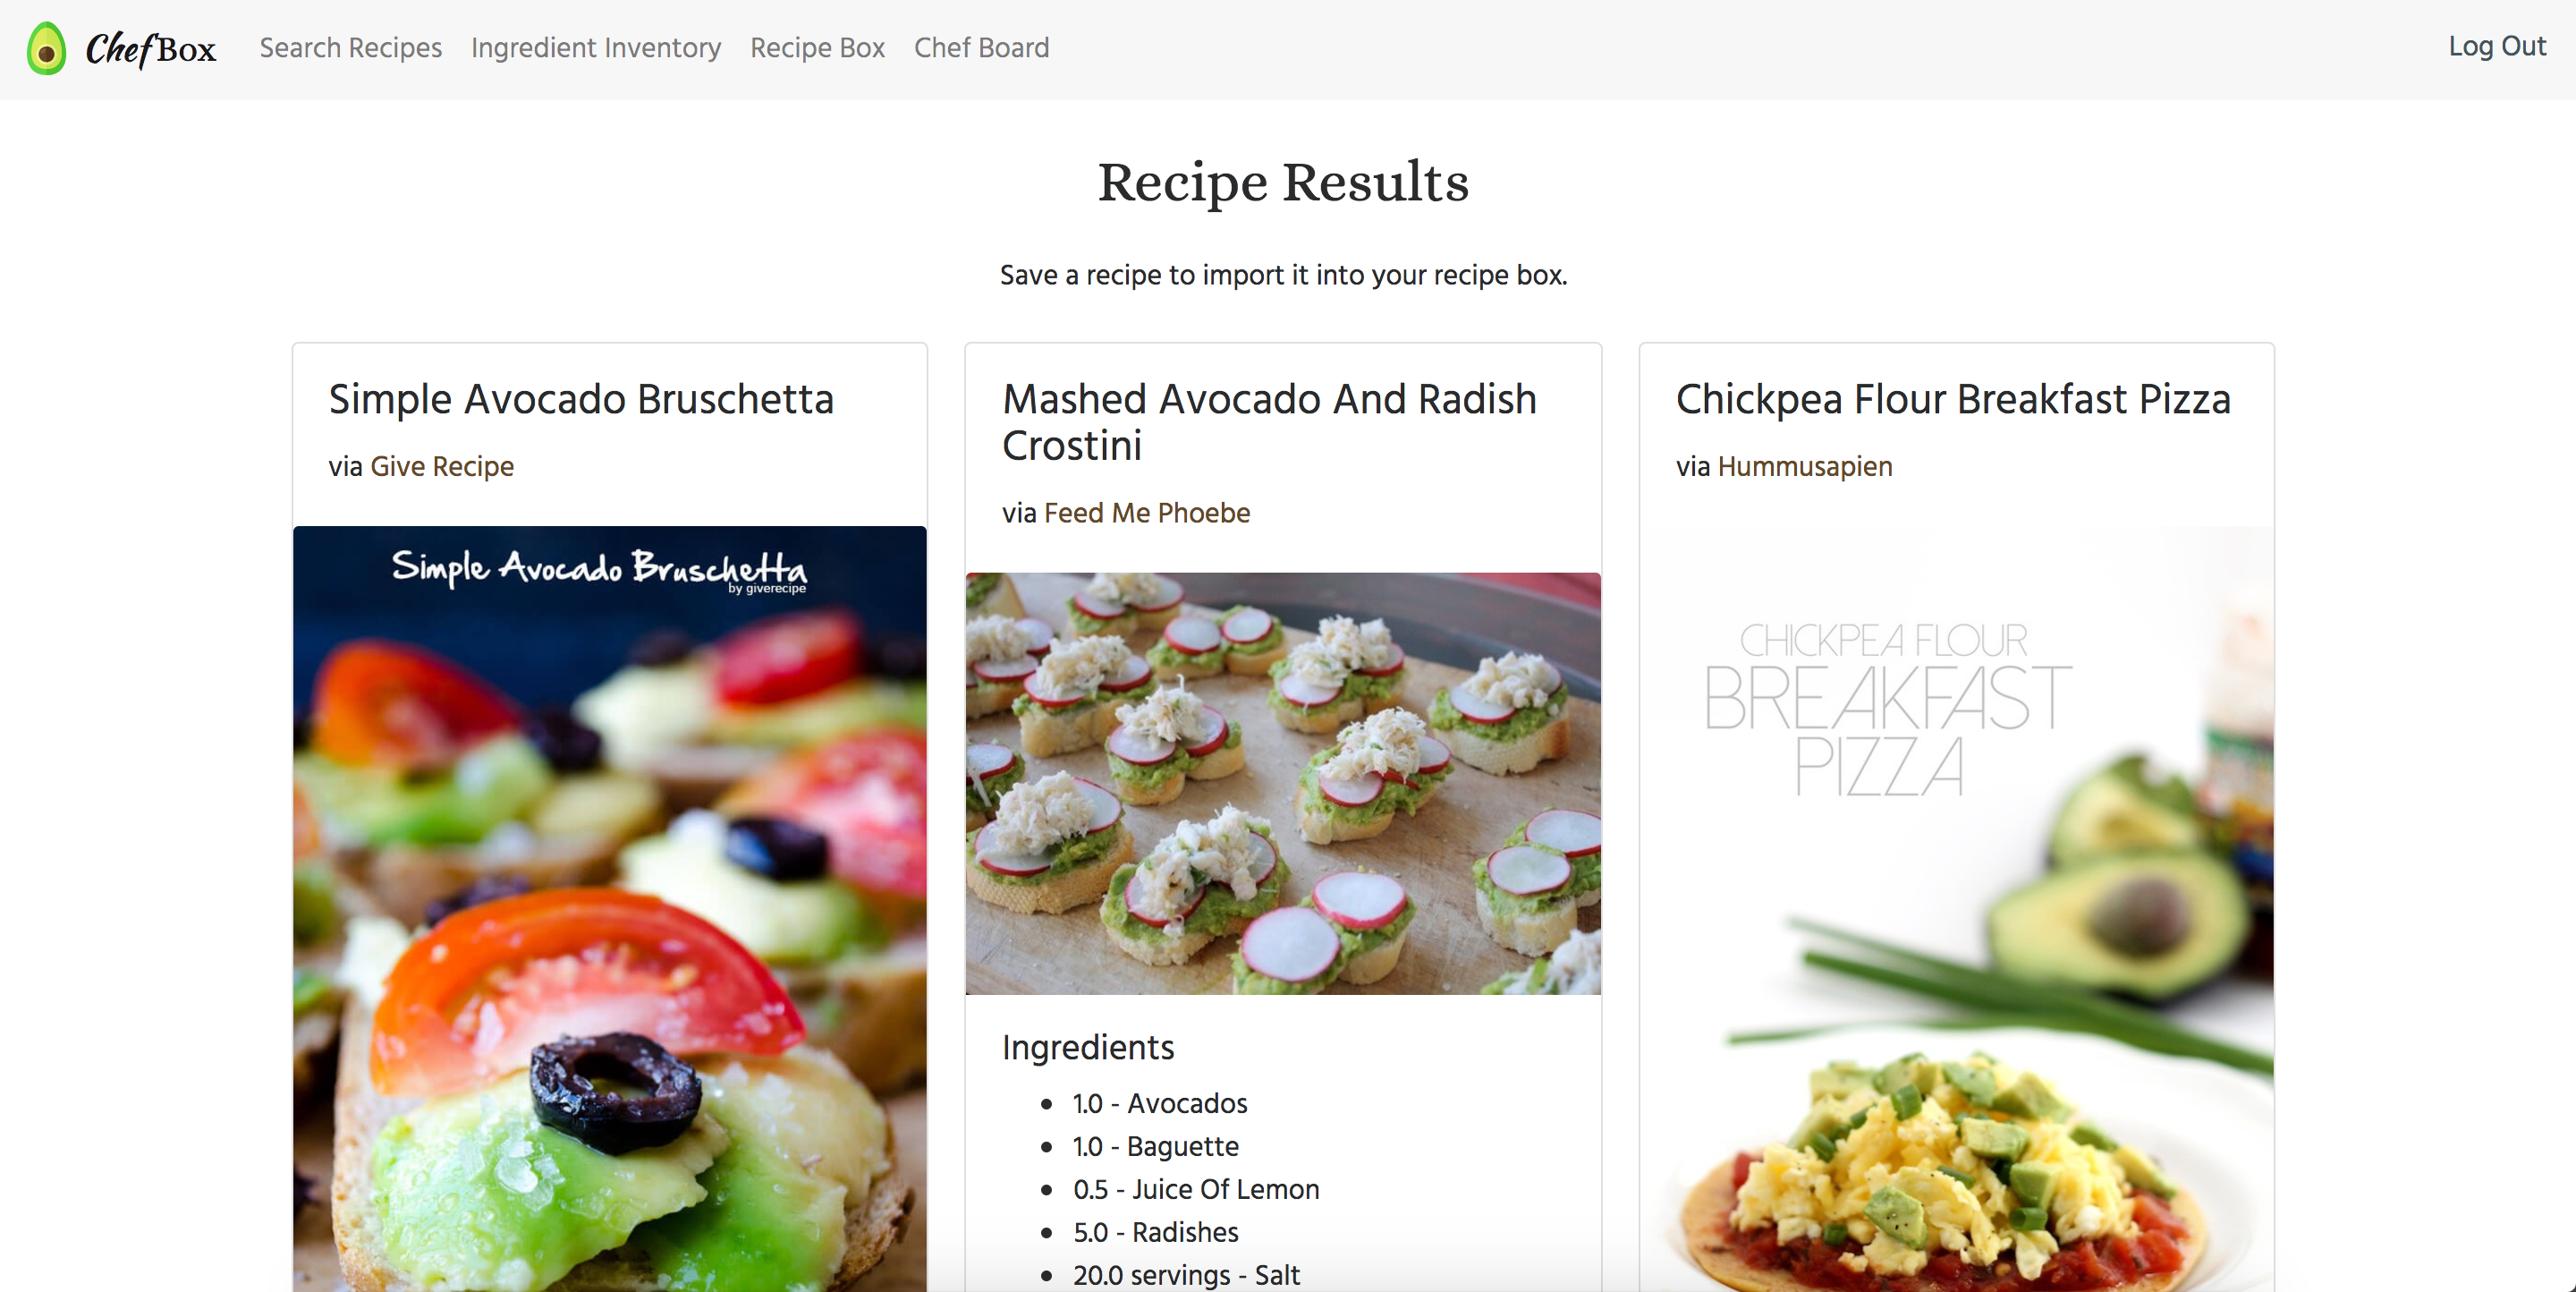 ChefBox
Search Recipes
Ingredient Inventory
Recipe Box
Chef Board
Log Out
Recipe Results
Save a recipe to import it into your recipe box.
Simple Avocado Bruschetta
via Give Recipe
Simple Avocado Bruschetta
by giverecipe
Mashed Avocado And Radish
Crostini
via Feed Me Phoebe
Ingredients
1.0 - Avocados
1.0 - Baguette
0.5 - Juice Of Lemon
5.0 - Radishes
20.0 servings - Salt
Chickpea Flour Breakfast Pizza
via Hummusapien
CHICKPEA FLOUR
BREAKFAST
PIZZA